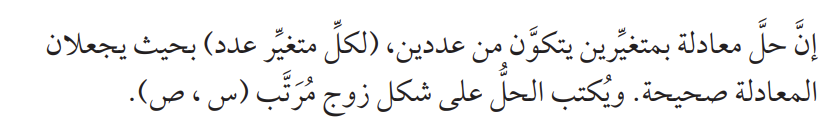 إنَّ حلَّ معادلة بمتغيِّرين يتكوَّن من عددين، (لكلِّ متغيِّر عدد) بحيث يجعلان
المعادلة صحيحة. ويُكتب الحلُّ على شكل زوج مُرَتَّب (س ، ص).